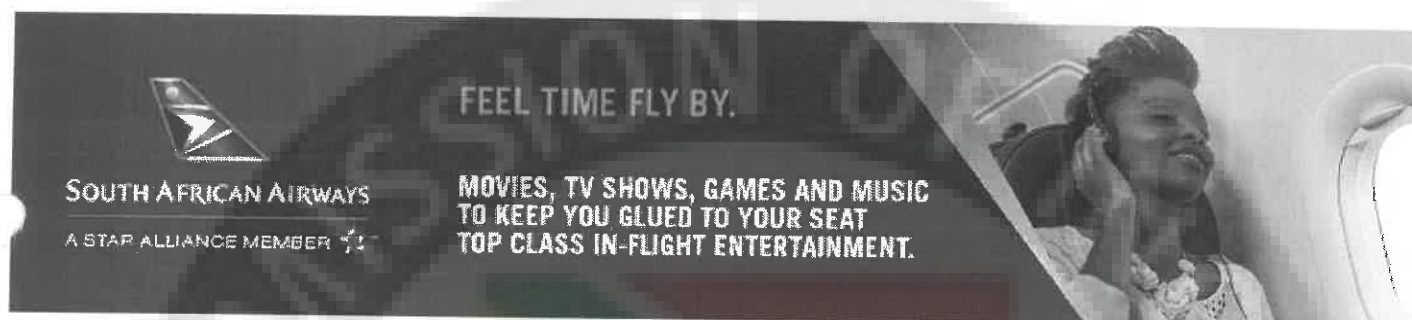 SOUTH AFRICAN AIRWAYS
A STAR ALLIANCE MEMBER
FEEL TIME FLY BY.
MOVIES, TV SHOWS, GAMES AND MUSIC
TO KEEP YOU GLUED TO YOUR SEAT
TOP CLASS IN-FLIGHT ENTERTAINMENT.